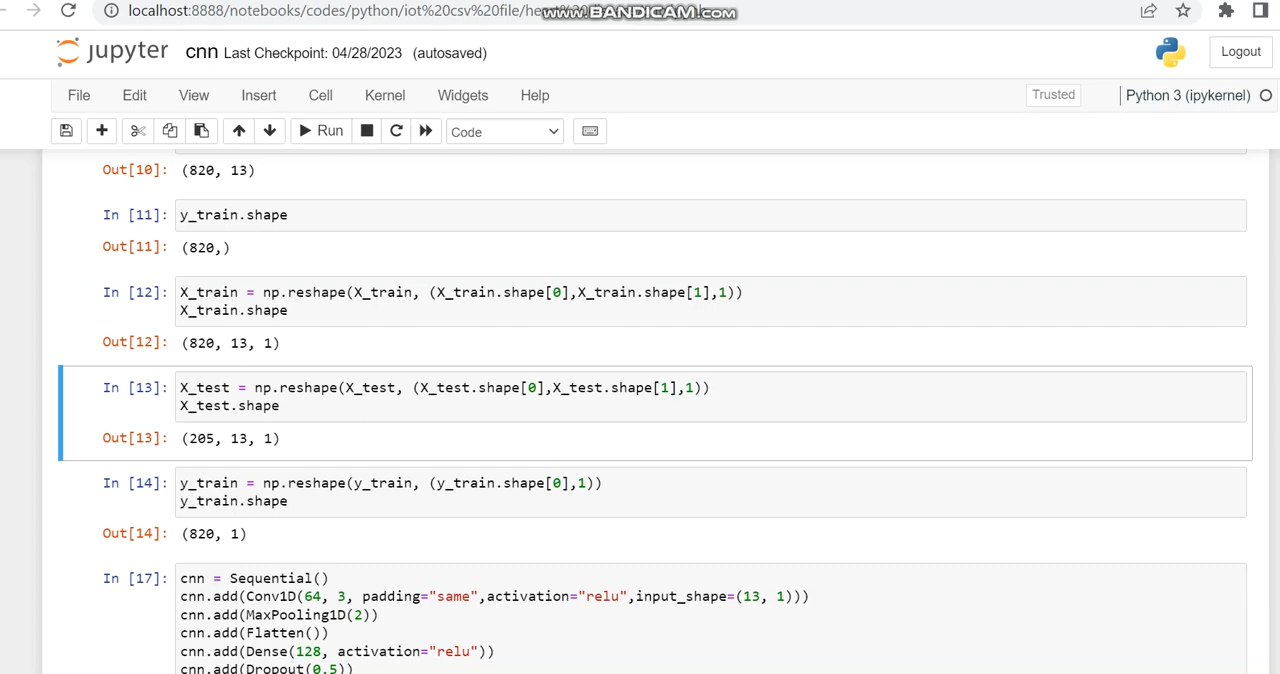 localhost:8888/notebooks/codes/python/iot%20csv%20file/he
www.BANDICAM.com
jupyter cnn Last Checkpoint: 04/28/2023 (autosaved)
Logout
File Edit View Insert Cell Kernel Widgets Help
Trusted Python 3 (ipykernel)
Run Code
Out[10]: (820, 13)
In [11]: y_train.shape
Out[11]: (820,)
In [12]: X_train = np.reshape(X_train, (X_train.shape[0],X_train.shape[1],1))
X_train.shape
Out[12]: (820, 13, 1)
In [13]: X_test = np.reshape(X_test, (X_test.shape[0],X_test.shape[1],1))
X_test.shape
Out[13]: (205, 13, 1)
In [14]: y_train = np.reshape(y_train, (y_train.shape[0],1))
y_train.shape
Out[14]: (820, 1)
In [17]: cnn = Sequential()
cnn.add(Conv1D(64, 3, padding="same",activation="relu",input_shape=(13, 1)))
cnn.add(MaxPooling1D(2))
cnn.add(Flatten())
cnn.add(Dense(128, activation="relu"))
cnn.add(Dropout(0.5))